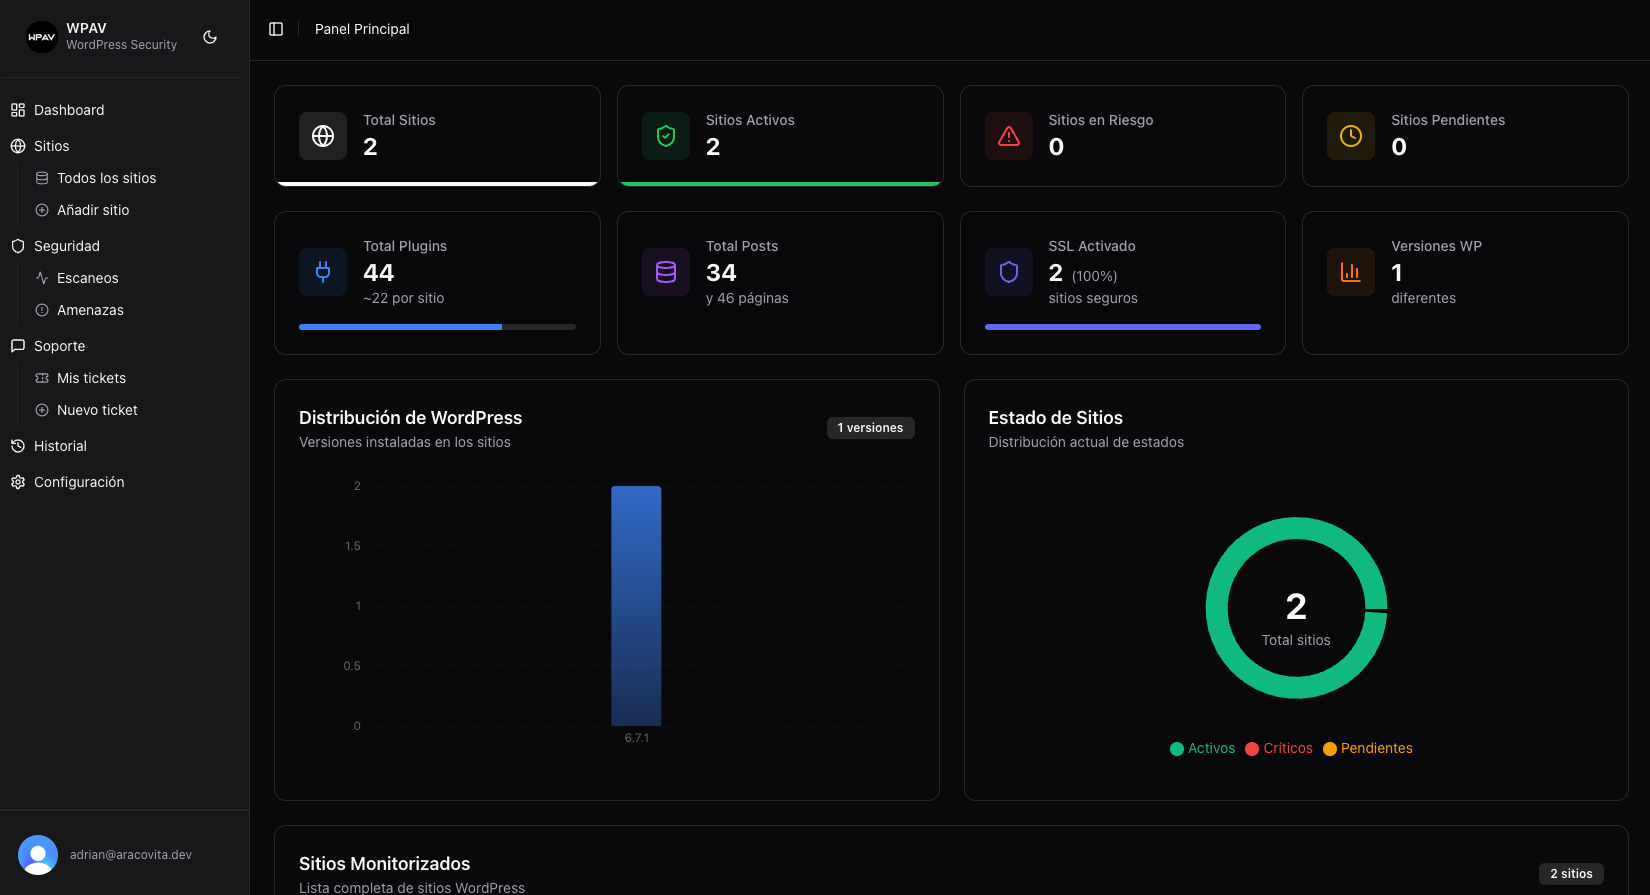 WPAV
WPAV
WordPress Security
Dashboard
Sitios
Todos los sitios
Añadir sitio
Seguridad
Escaneos
Amenazas
Soporte
Mis tickets
Nuevo ticket
Historial
Configuración
adrian@aracovita.dev
Panel Principal
Total Sitios
2
Sitios Activos
2
Sitios en Riesgo
0
Sitios Pendientes
0
Total Plugins
44
~22 por sitio
Total Posts
34
y 46 páginas
SSL Activado
2 (100%)
sitios seguros
Versiones WP
1
diferentes
Distribución de WordPress
Versiones instaladas en los sitios
1 versiones
2
1.5
1
0.5
0
6.7.1
Estado de Sitios
Distribución actual de estados
2
Total sitios
Activos
Críticos
Pendientes
Sitios Monitorizados
Lista completa de sitios WordPress
2 sitios